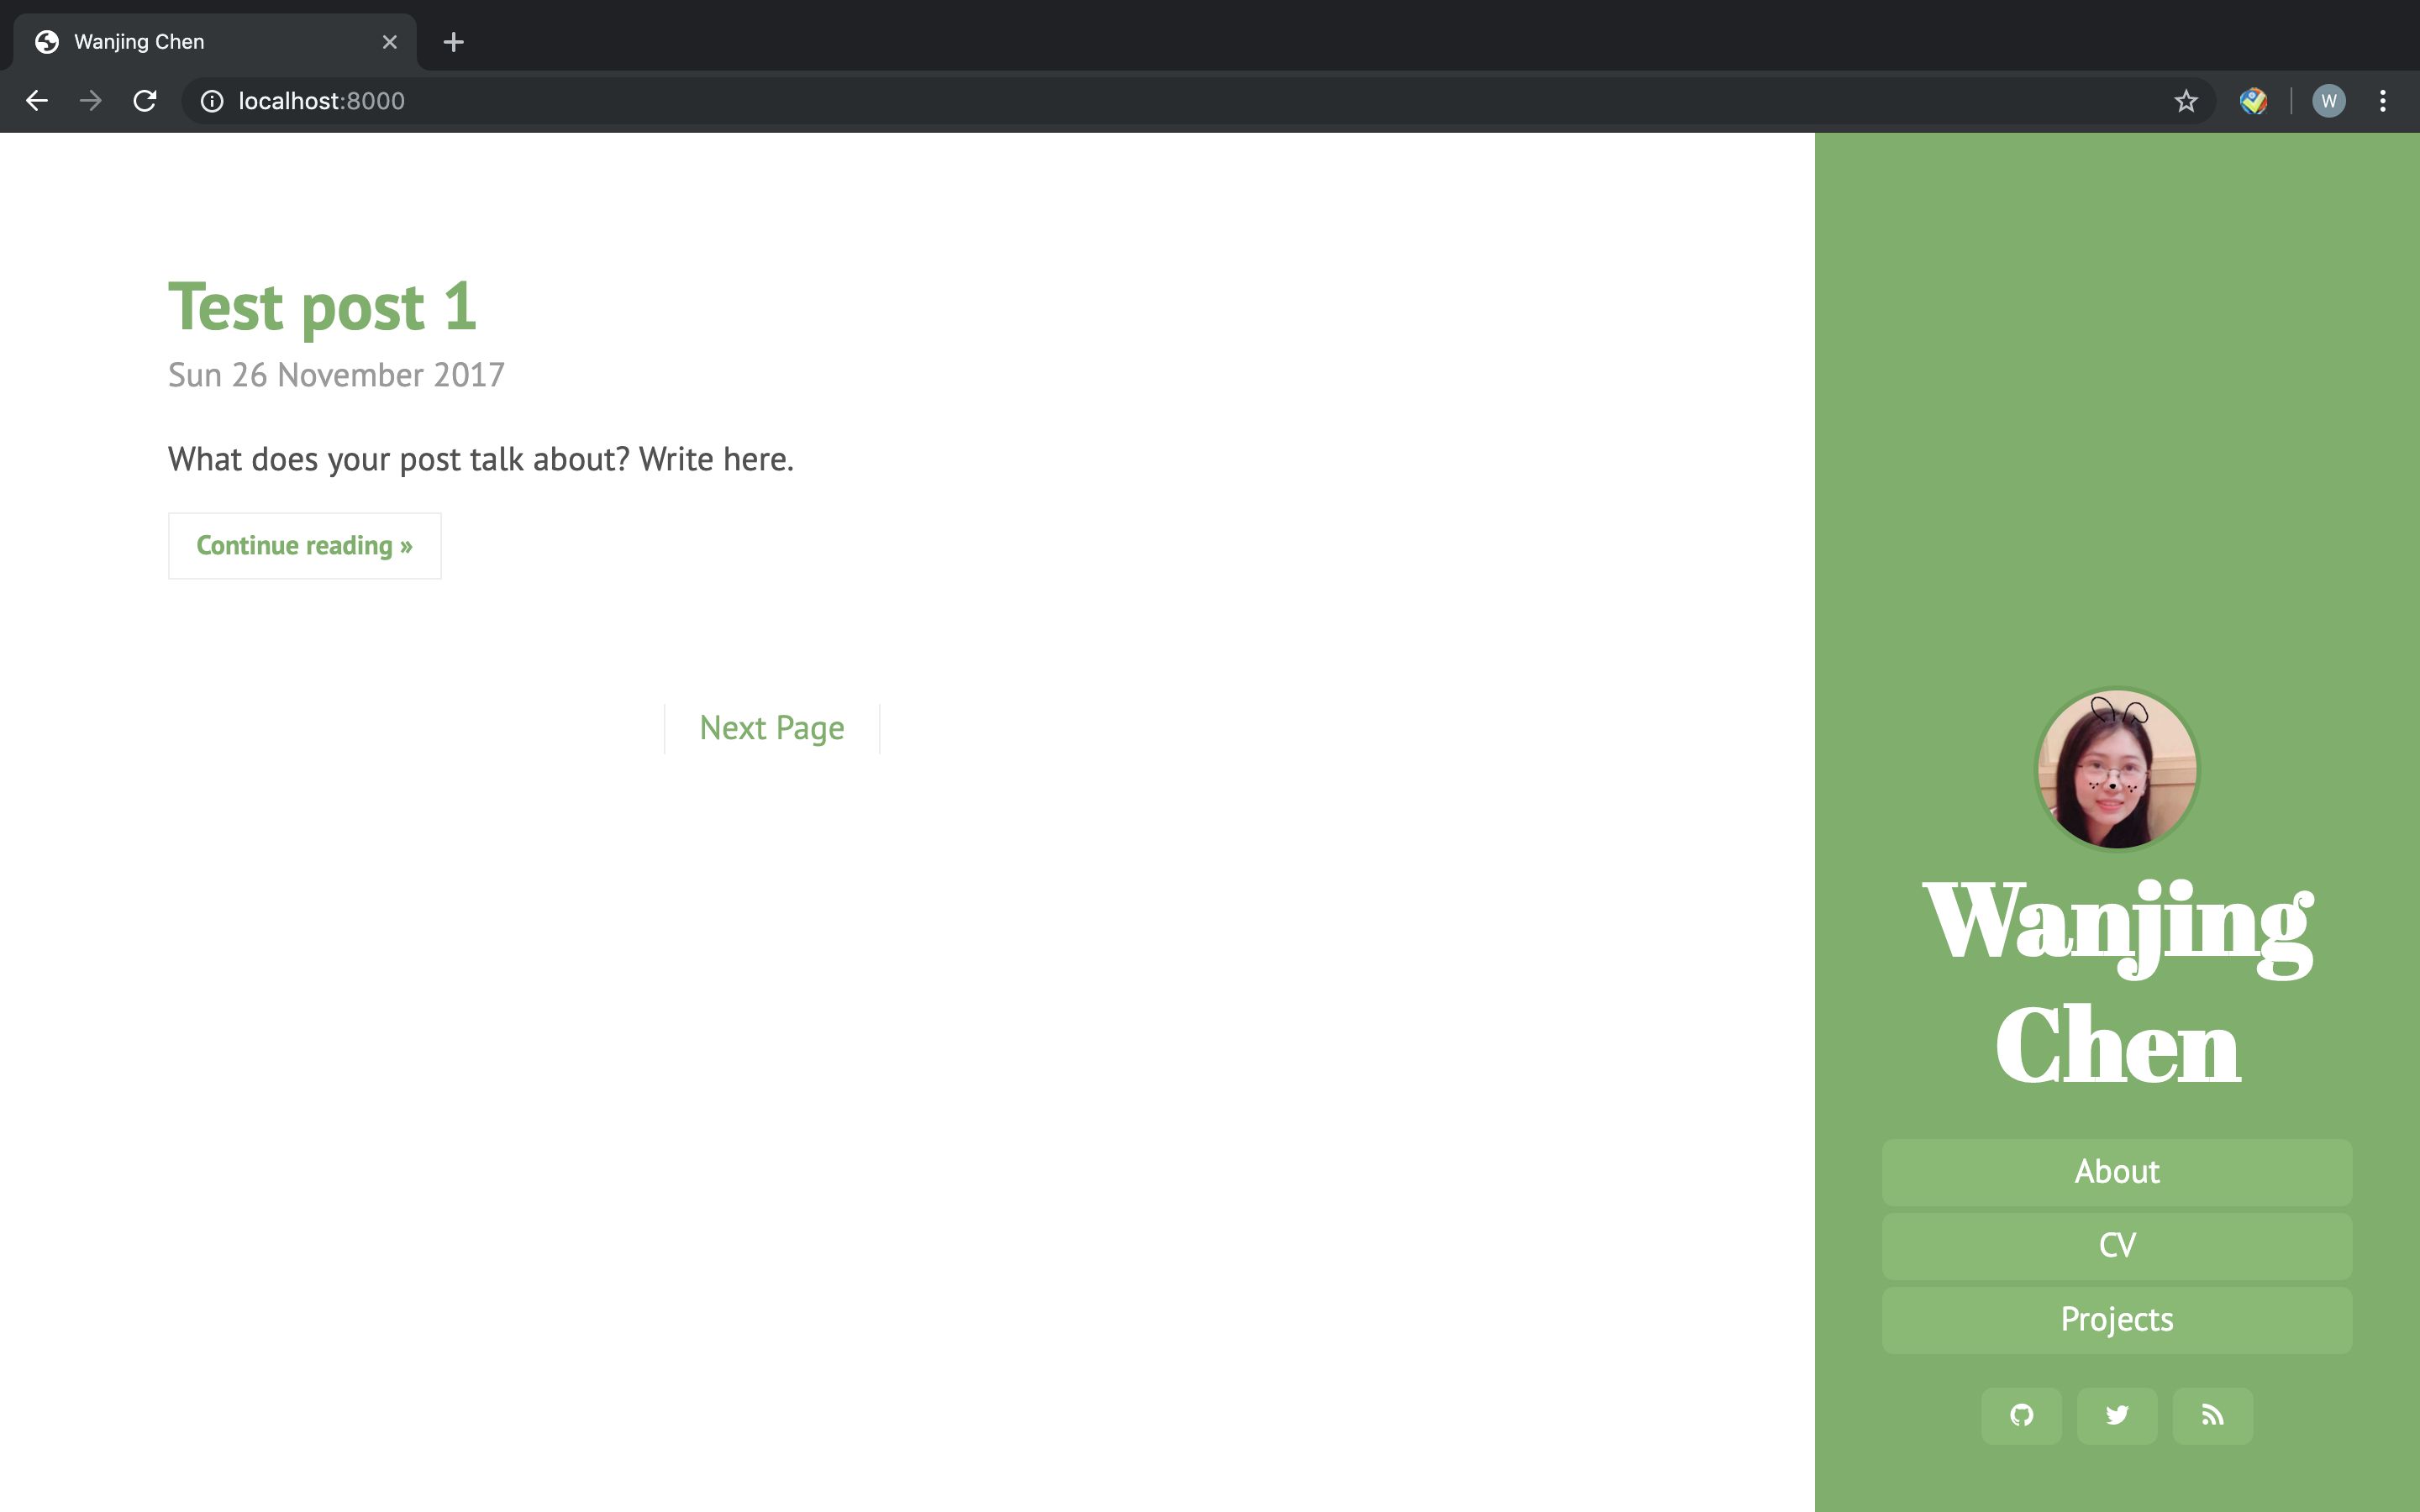 Wanjing Chen
localhost:8000
W
Test post 1
Sun 26 November 2017
What does your post talk about? Write here.
Continue reading »
Next Page
Wanjing
Chen
About
CV
Projects